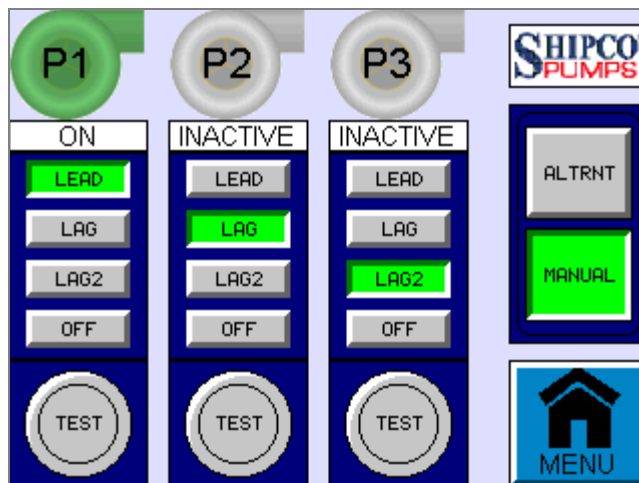 P1 P2 P3
SHIPCO
PUMPS
ON INACTIVE INACTIVE
LEAD LEAD LEAD
ALTRNT
LAG LAG LAG
LAG2 LAG2 LAG2
MANUAL
OFF OFF OFF
TEST TEST TEST
MENU